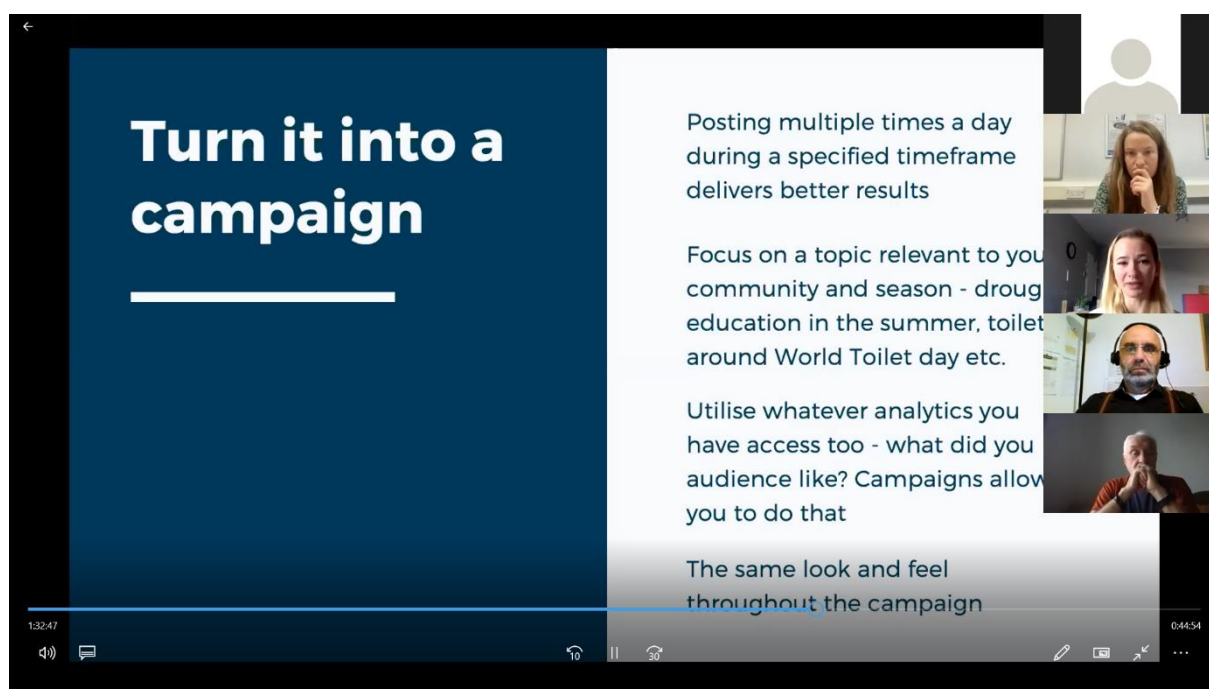 Turn it into a
campaign
Posting multiple times a day
during a specified timeframe
delivers better results
Focus on a topic relevant to you
community and season - droug
education in the summer, toilet
around World Toilet day etc.
Utilise whatever analytics you
have access too - what did you
audience like? Campaigns allow
you to do that
The same look and feel
throughout the campaign
1:32:47
0:44:54
10
30